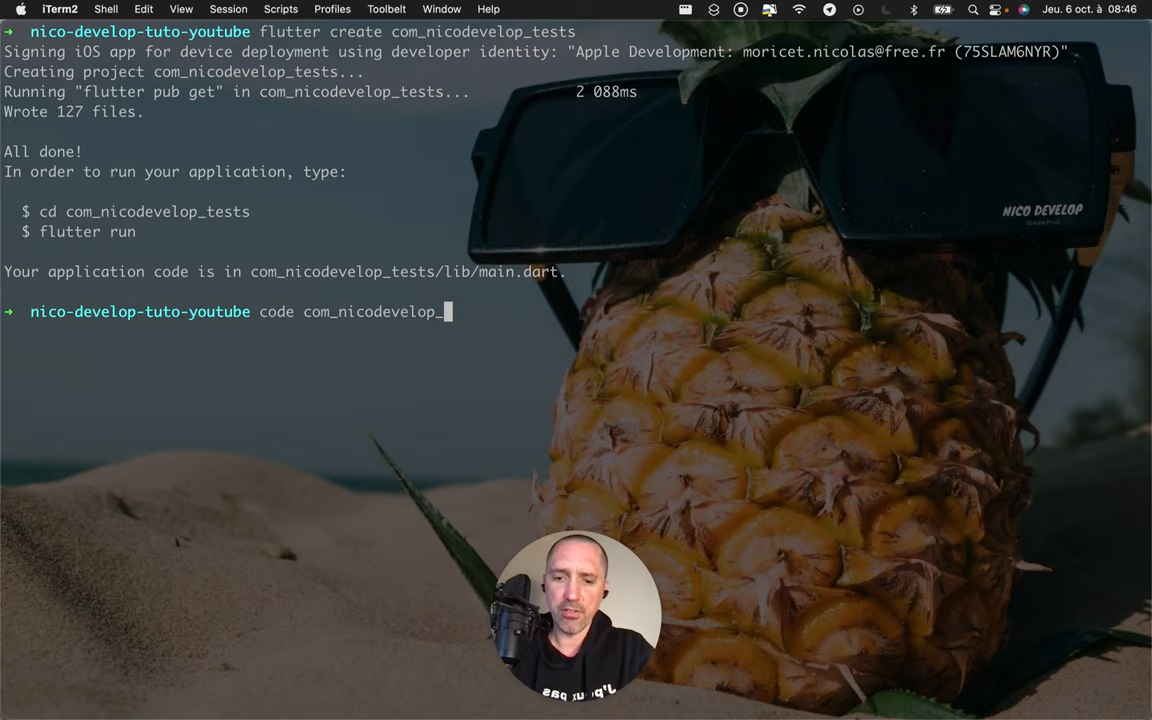 iTerm2 Shell Edit View Session Scripts Profiles Toolbelt Window Help Jeu. 6 oct. à 08:46
➜ nico-develop-tuto-youtube flutter create com_nicodevelop_tests
Signing iOS app for device deployment using developer identity: "Apple Development: moricet.nicolas@free.fr (75SLAM6NYR)"
Creating project com_nicodevelop_tests...
Running "flutter pub get" in com_nicodevelop_tests... 2 088ms
Wrote 127 files.
All done!
In order to run your application, type:
$ cd com_nicodevelop_tests
$ flutter run
Your application code is in com_nicodevelop_tests/lib/main.dart.
➜ nico-develop-tuto-youtube code com_nicodevelop_
NICO DEVELOP